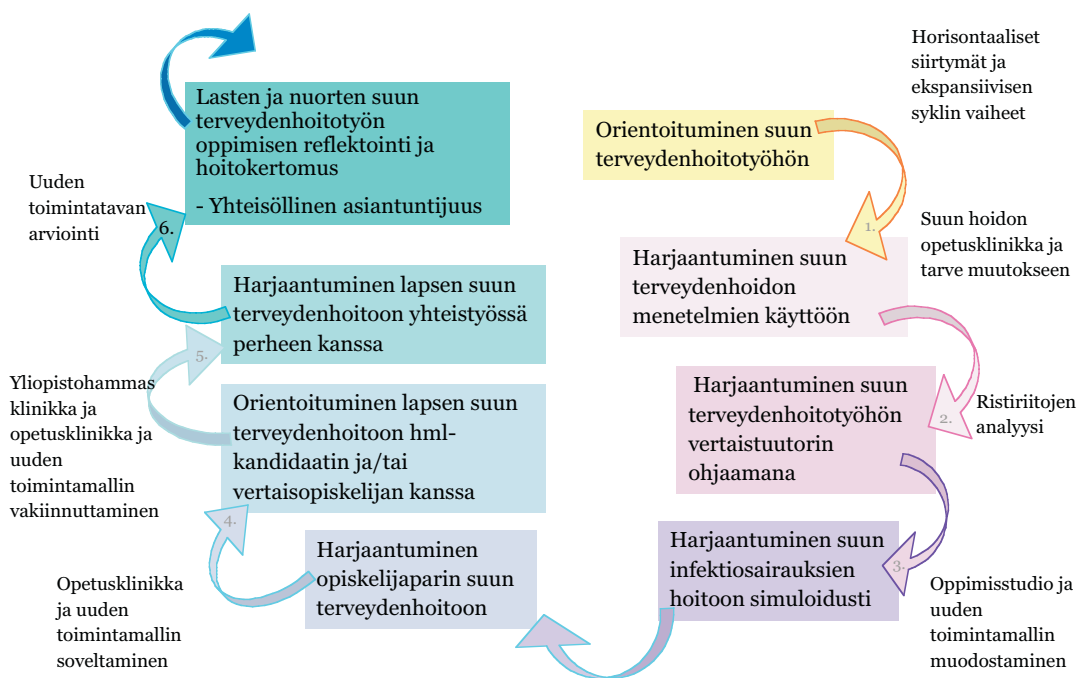 Horisontaaliset
siirtymät ja
ekspansiivisen
syklin vaiheet
Orientoituminen suun
terveydenhoitotyöhön
1.
Suun hoidon
opetusklinikka ja
tarve muutokseen
Harjaantuminen suun
terveydenhoidon
menetelmien käyttöön
2.
Ristiriitojen
analyysi
Harjaantuminen suun
terveydenhoitotyöhön
vertaistuutorin
ohjaamana
3.
Oppimisstudio ja
uuden
toimintamallin
muodostaminen
Harjaantuminen suun
infektiosairauksien
hoitoon simuloidusti
Harjaantuminen
opiskelijaparin suun
terveydenhoitoon
Opetusklinikka
ja uuden
toimintamallin
soveltaminen
4.
Orientoituminen lapsen suun
terveydenhoitoon hml-
kandidaatin ja/tai
vertaisopiskelijan kanssa
Yliopistohammas
klinikka ja
opetusklinikka ja
uuden
toimintamallin
vakiinnuttaminen
5.
Harjaantuminen lapsen suun
terveydenhoitoon yhteistyössä
perheen kanssa
Uuden
toimintatavan
arviointi
6.
Lasten ja nuorten suun
terveydenhoitotyön
oppimisen reflektointi ja
hoitokertomus
- Yhteisöllinen asiantuntijuus